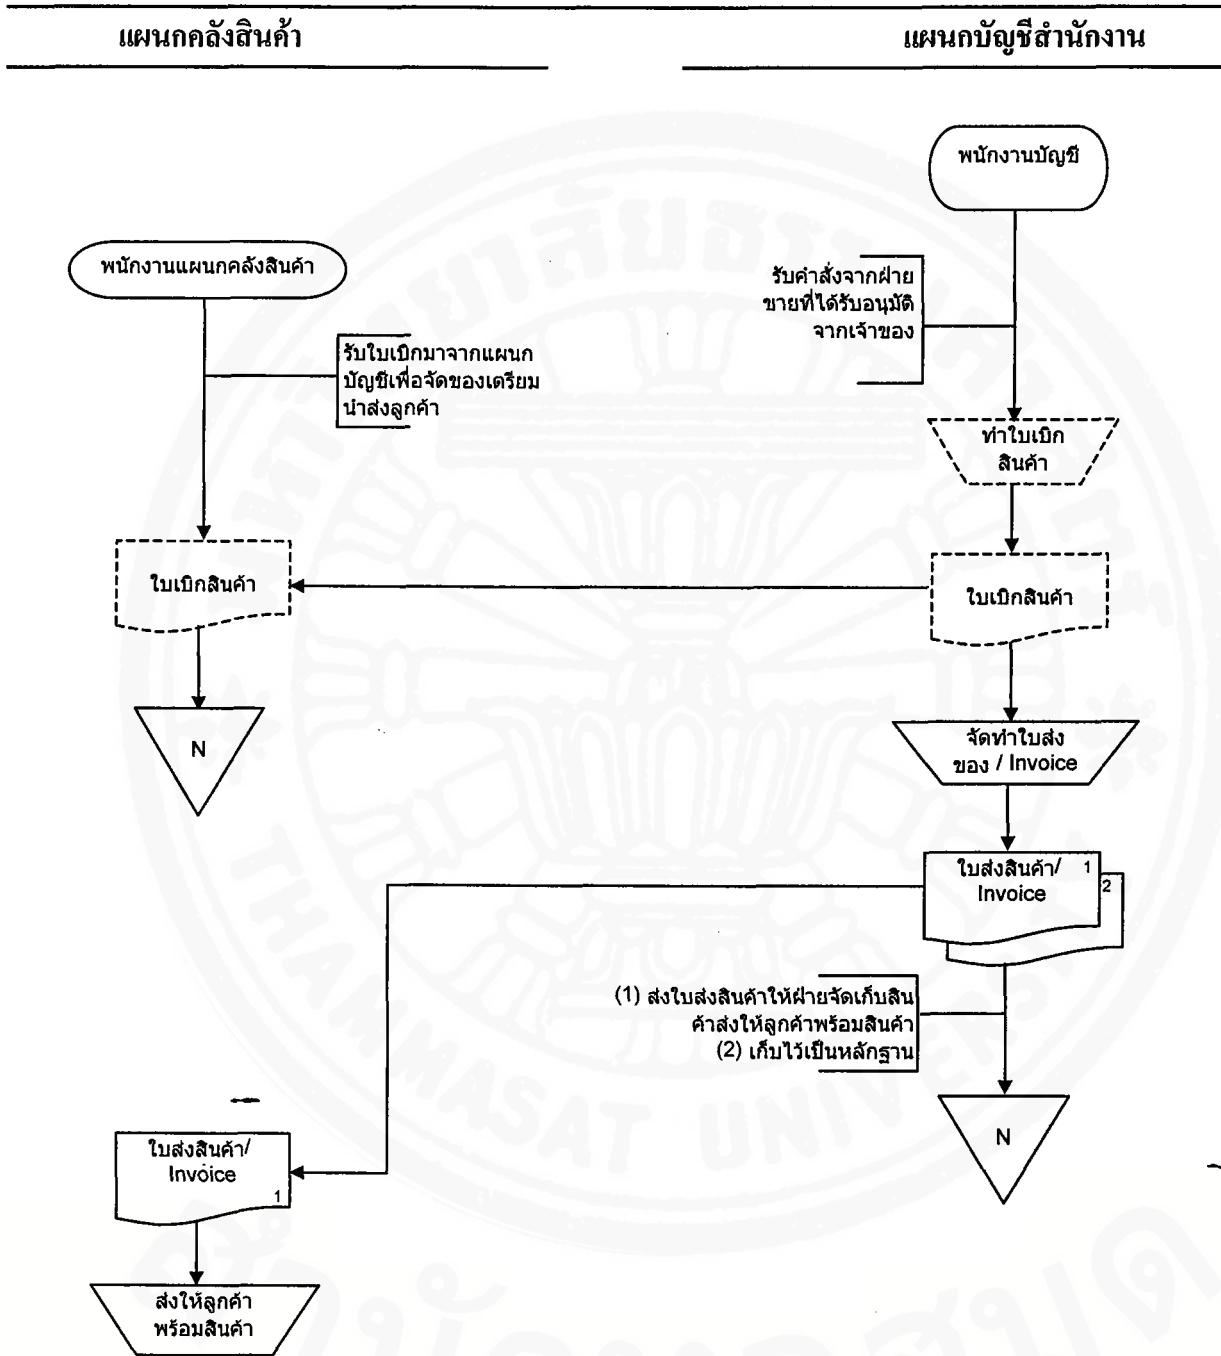 แผนกคลังสินค้า
แผนกบัญชีสำนักงาน
พนักงานบัญชี
พนักงานแผนกคลังสินค้า
รับคำสั่งจากฝ่าย
ขายที่ได้รับอนุมัติ
จากเจ้าของ
รับใบเบิกมาจากแผนก
บัญชีเพื่อจัดของเตรียม
นำส่งลูกค้า
ทำใบเบิก
สินค้า
ใบเบิกสินค้า
ใบเบิกสินค้า
N
จัดทำใบส่ง
ของ / Invoice
ใบส่งสินค้า/ 1
Invoice 2
(1) ส่งใบส่งสินค้าให้ฝ่ายจัดเก็บสิน
ค้าส่งให้ลูกค้าพร้อมสินค้า
(2) เก็บไว้เป็นหลักฐาน
N
ใบส่งสินค้า/
Invoice
1
ส่งให้ลูกค้า
พร้อมสินค้า
THAMMASAT UNIVERSITY